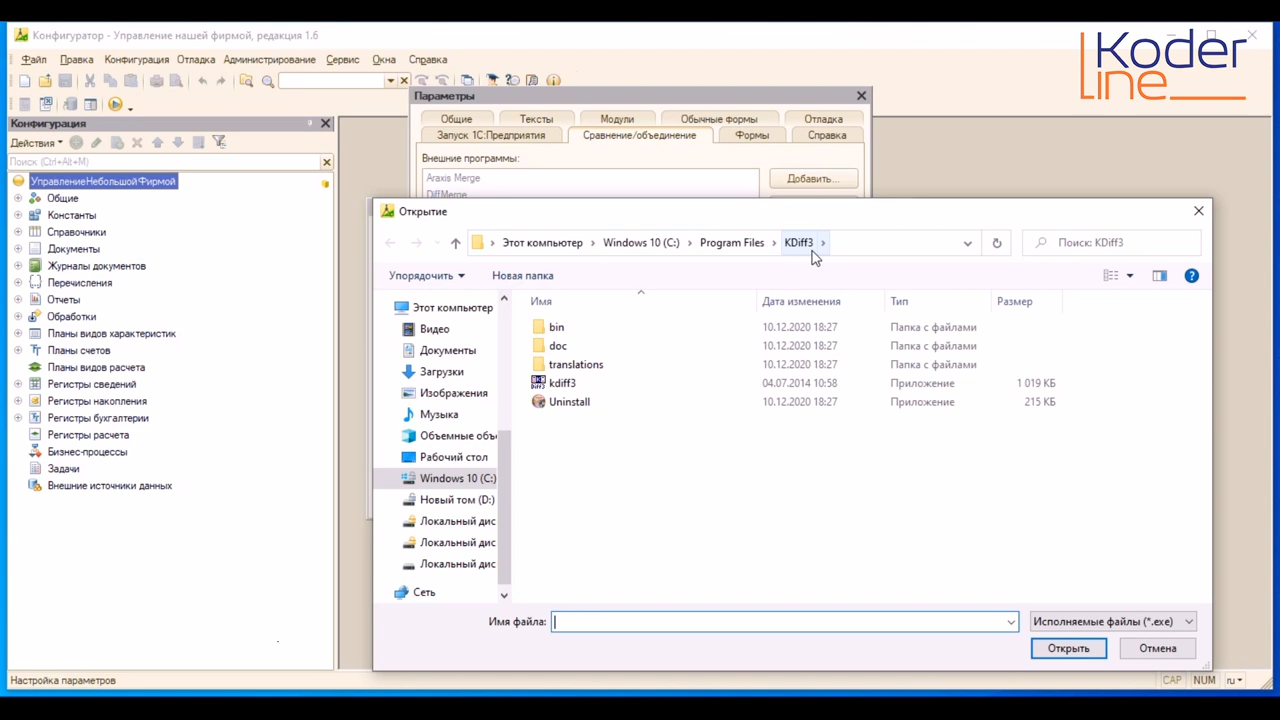 Конфигуратор - Управление нашей фирмой, редакция 1.6
Koder
line
Файл Правка Конфигурация Отладка Администрирование Сервис Окна Справка
Параметры
Общие Тексты Модули Обычные формы Отладка
Запуск 1С:Предприятия Сравнение/объединение Формы Справка
Внешние программы:
Araxis Merge
DiffMerge
Добавить...
Конфигурация
Действия
Поиск (Ctrl+Alt+M)
УправлениеНебольшойФирмой
Общие
Константы
Справочники
Документы
Журналы документов
Перечисления
Отчеты
Обработки
Планы видов характеристик
Планы счетов
Планы видов расчета
Регистры сведений
Регистры накопления
Регистры бухгалтерии
Регистры расчета
Бизнес-процессы
Задачи
Внешние источники данных
Открытие
Этот компьютер Windows 10 (C:) Program Files KDiff3
Поиск: KDiff3
Упорядочить Новая папка
Этот компьютер
Видео
Документы
Загрузки
Изображения
Музыка
Объемные объ
Рабочий стол
Windows 10 (C:)
Новый том (D:)
Локальный дис
Локальный дис
Локальный дис
Сеть
Имя Дата изменения Тип Размер
bin 10.12.2020 18:27 Папка с файлами
doc 10.12.2020 18:27 Папка с файлами
translations 10.12.2020 18:27 Папка с файлами
kdiff3 04.07.2014 10:58 Приложение 1 019 КБ
Uninstall 10.12.2020 18:27 Приложение 215 КБ
Имя файла: Исполняемые файлы (*.exe)
Открыть Отмена
Настройка параметров CAP NUM ru